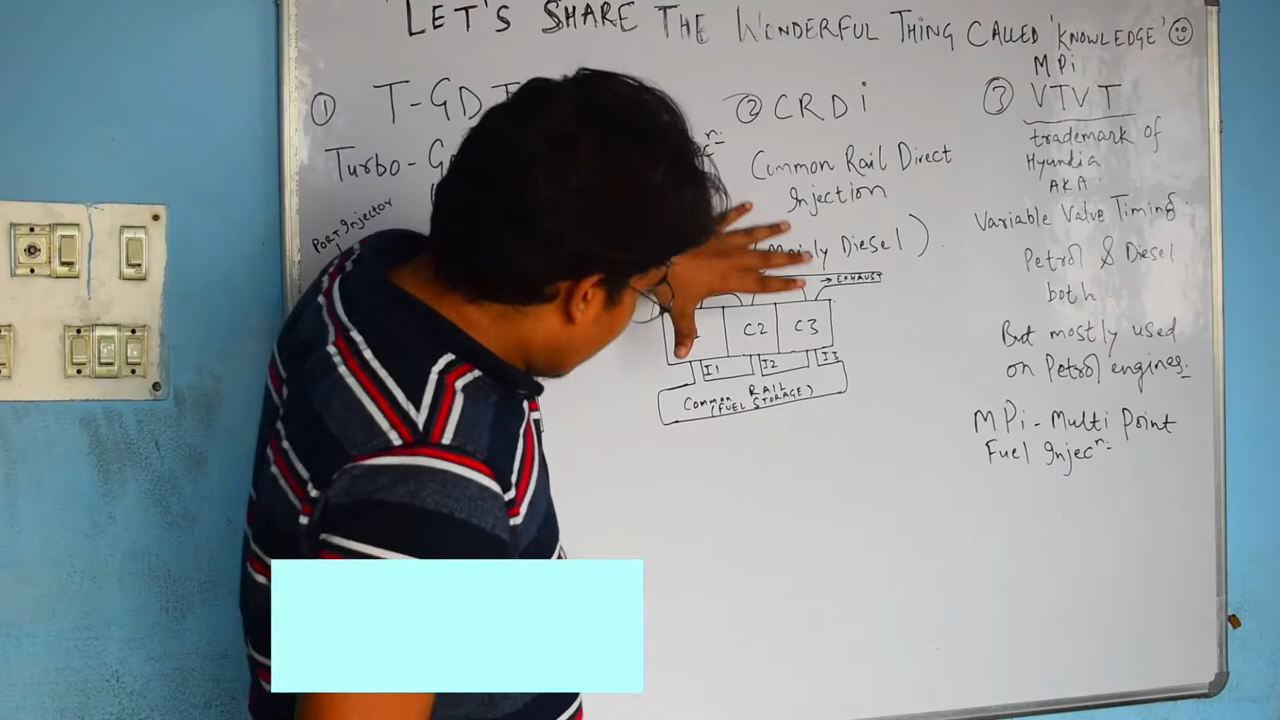 LET'S SHARE THE WONDERFUL THING CALLED 'KNOWLEDGE'
① T-GD
Turbo-
PORT Injector
② CRDi
Common Rail Direct
Injection
Diesel)
→ EXHAUST
C2 C3
I1 I2 I3
COMMON RAIL
(FUEL STORAGE)
MPi
③ VTVT
trademark of
Hyundia
AKA
Variable Valve Timing
Petrol & Diesel
both
But mostly used
on Petrol engines.
MPi - Multi Point
Fuel Injecⁿ:-